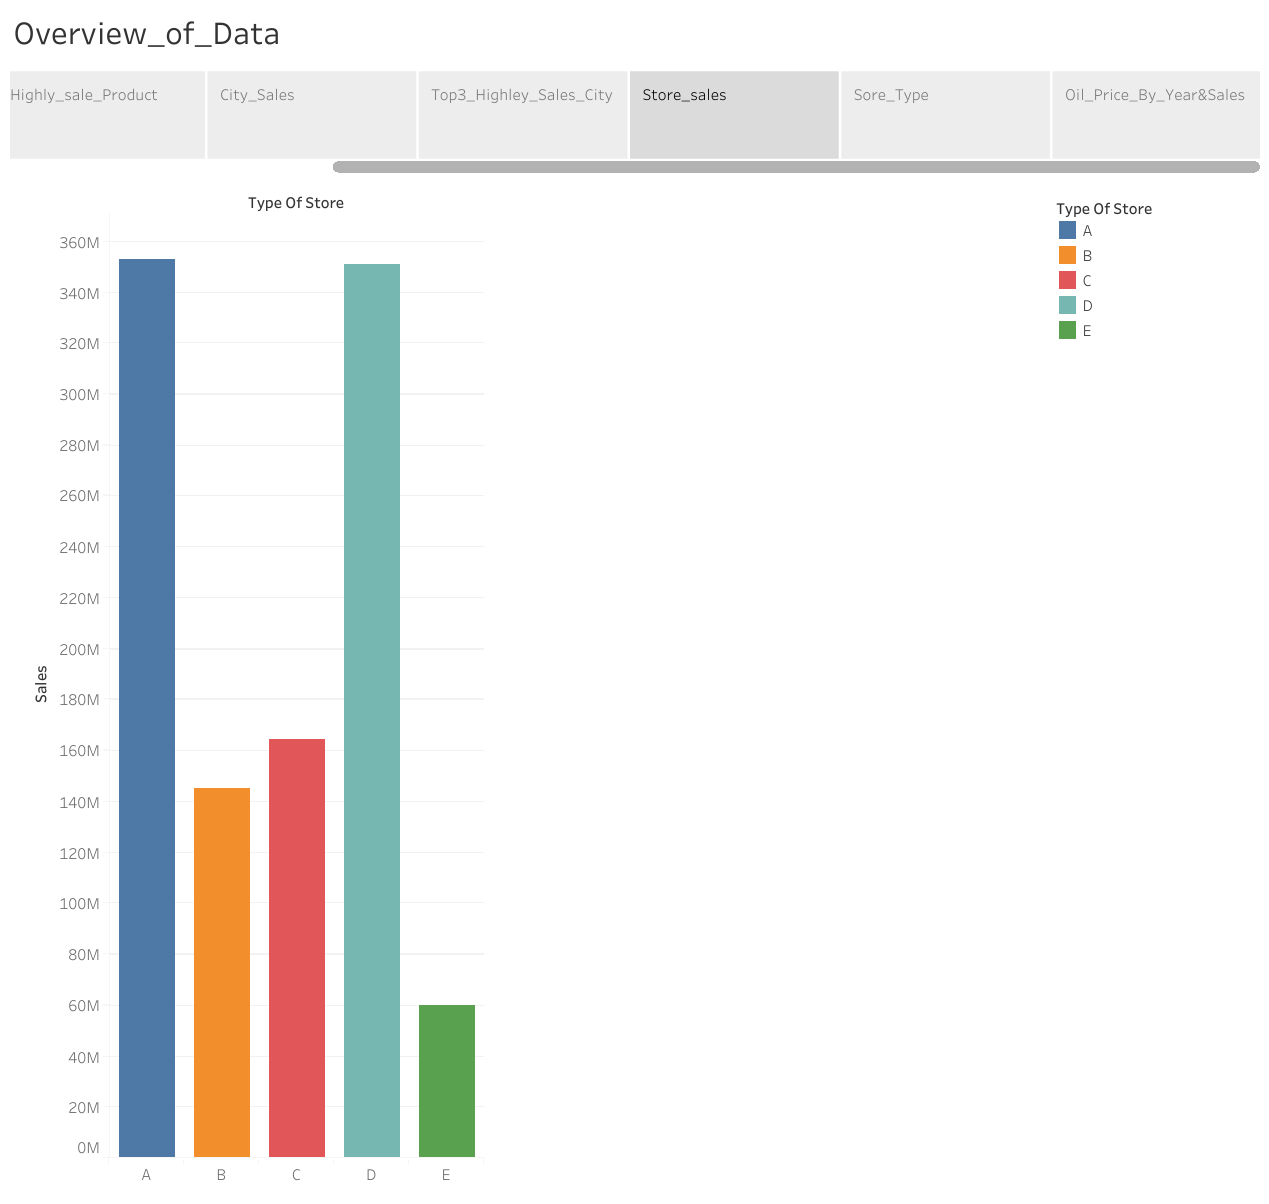 Overview_of_Data
Highly_sale_Product
City_Sales
Top3_Highley_Sales_City
Store_sales
Sore_Type
Oil_Price_By_Year&Sales
Type Of Store
360M
340M
320M
300M
280M
260M
240M
220M
200M
180M
160M
140M
120M
100M
80M
60M
40M
20M
0M
Sales
A
B
C
D
E
Type Of Store
A
B
C
D
E